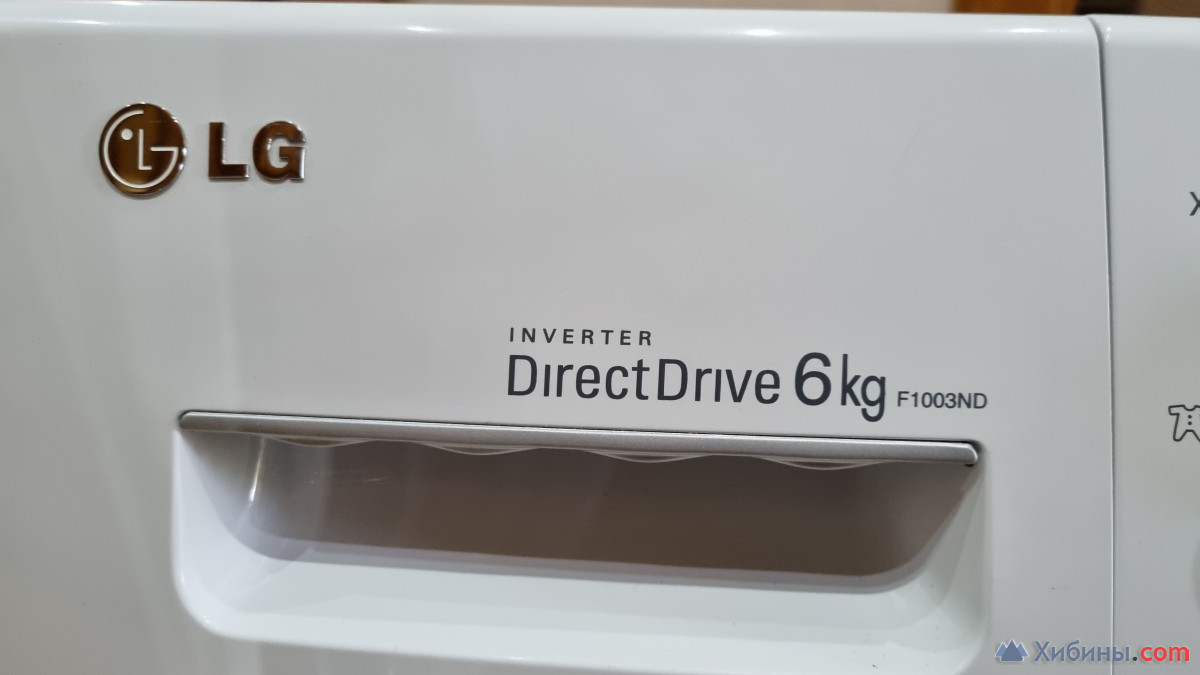 LG
INVERTER
DirectDrive 6kg F1003ND
Хибины.com